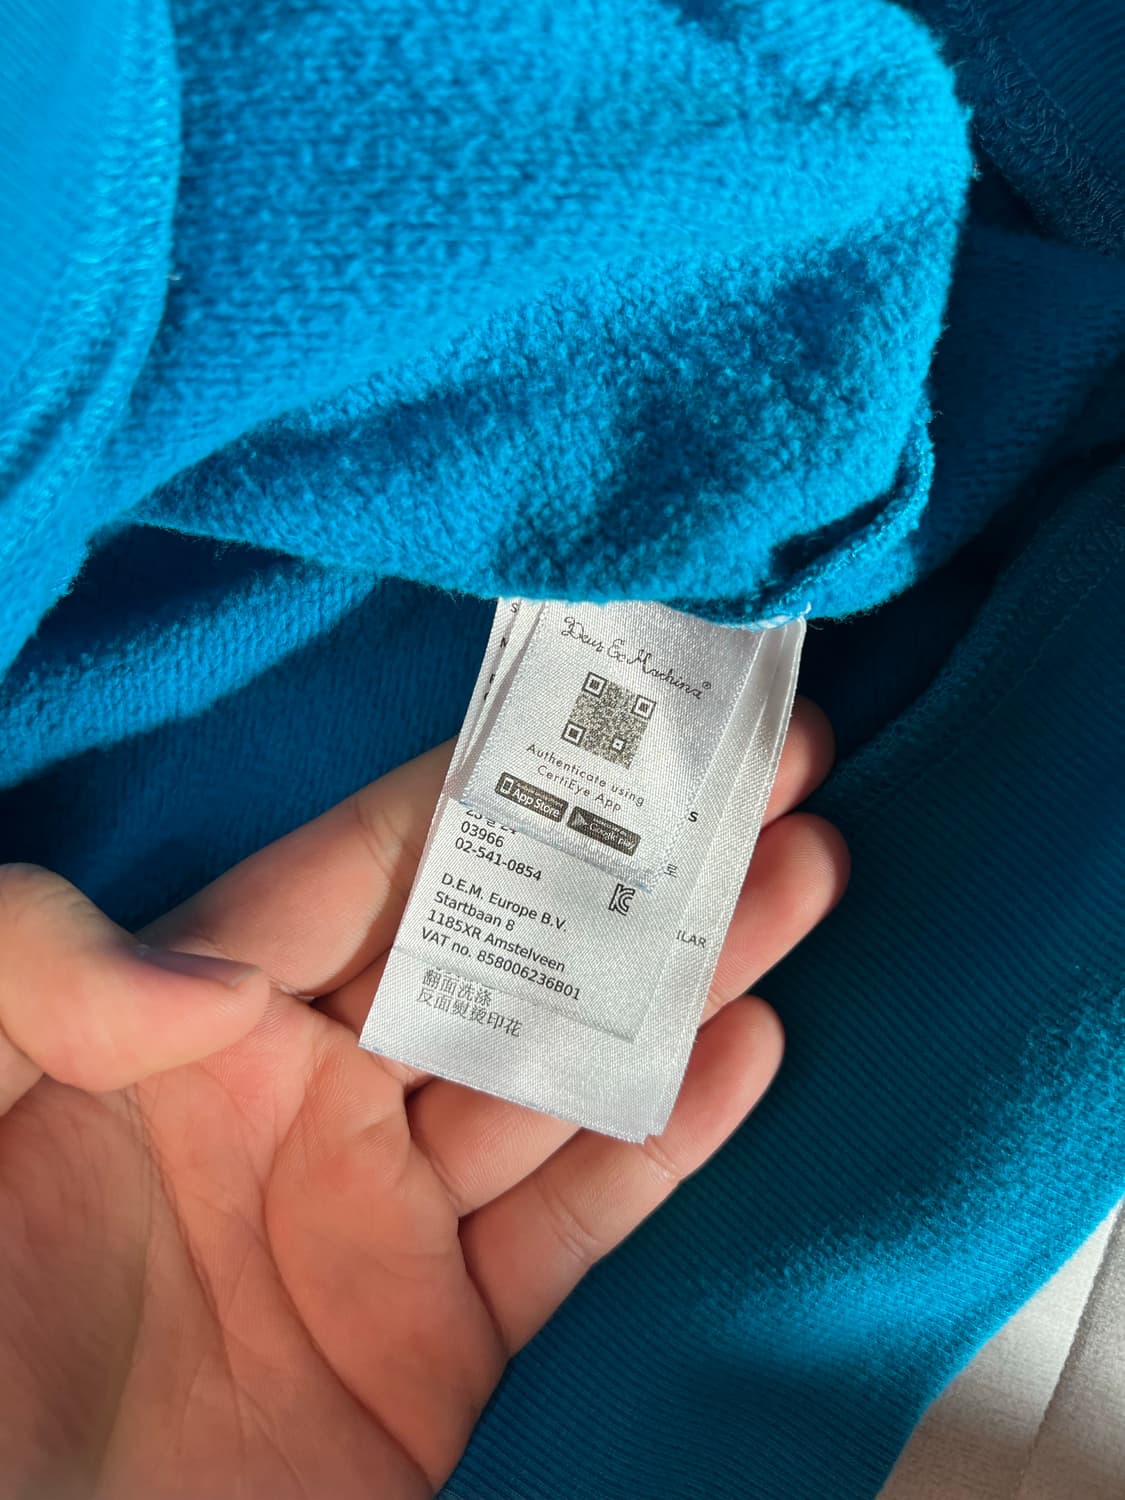 Deus Ex Machina®
Authenticate using
CertiEye App
App Store
Google Play
03966
02-541-0854
D.E.M. Europe B.V.
Startbaan 8
1185XR Amstelveen
VAT no. 858006236B01
翻面洗涤
反面熨烫印花
ILAR